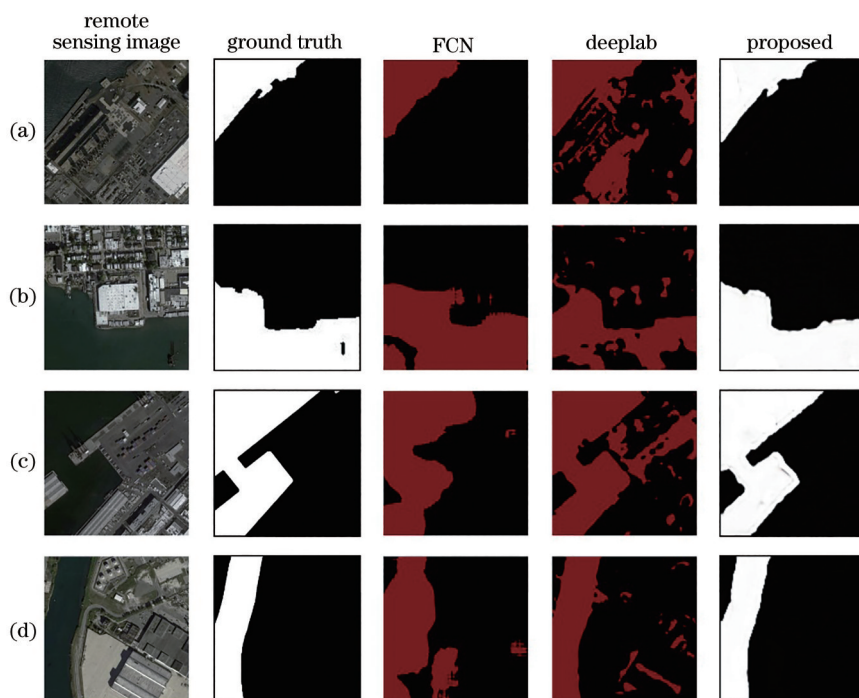 remote
sensing image
ground truth
FCN
deeplab
proposed
(a)
(b)
(c)
(d)